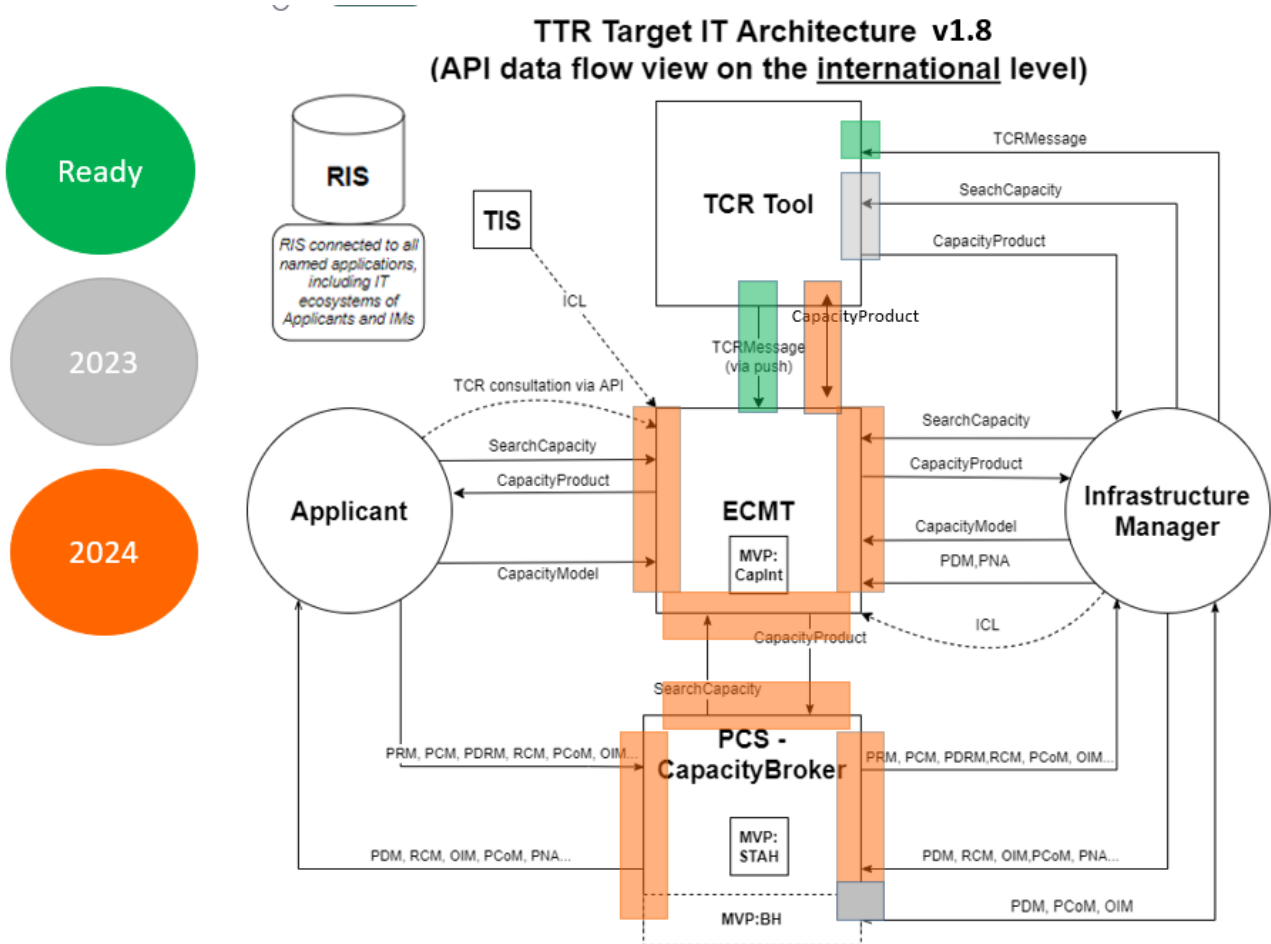 TTR Target IT Architecture v1.8
(API data flow view on the international level)
Ready
2023
2024
RIS
RIS connected to all
named applications,
including IT
ecosystems of
Applicants and IMs
TIS
ICL
TCR Tool
TCRMessage
SeachCapacity
CapacityProduct
CapacityProduct
TCRMessage
(via push)
TCR consultation via API
Applicant
SearchCapacity
CapacityProduct
CapacityModel
ECMT
MVP:
CapInt
SearchCapacity
CapacityProduct
CapacityModel
PDM,PNA
Infrastructure
Manager
ICL
CapacityProduct
SearchCapacity
PCS -
CapacityBroker
PRM, PCM, PDRM, RCM, PCoM, OIM...
PRM, PCM, PDRM,RCM, PCoM, OIM...
MVP:
STAH
PDM, RCM, OIM, PCoM, PNA...
PDM, RCM, OIM,PCoM, PNA...
MVP:BH
PDM, PCoM, OIM